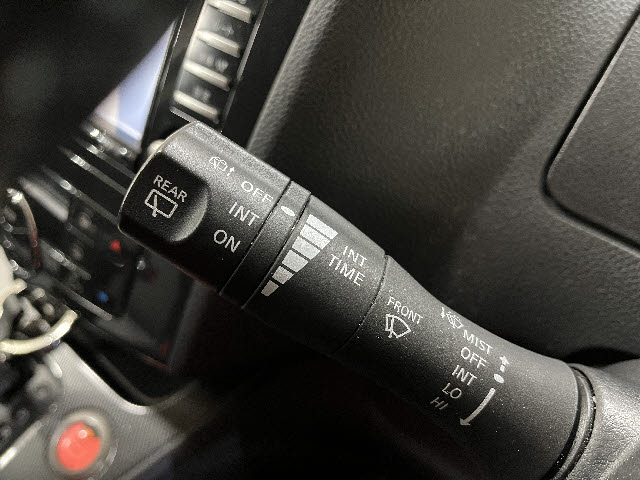 REAR
OFF
INT
ON
INT.
TIME
FRONT
MIST
OFF
INT
LO
HI